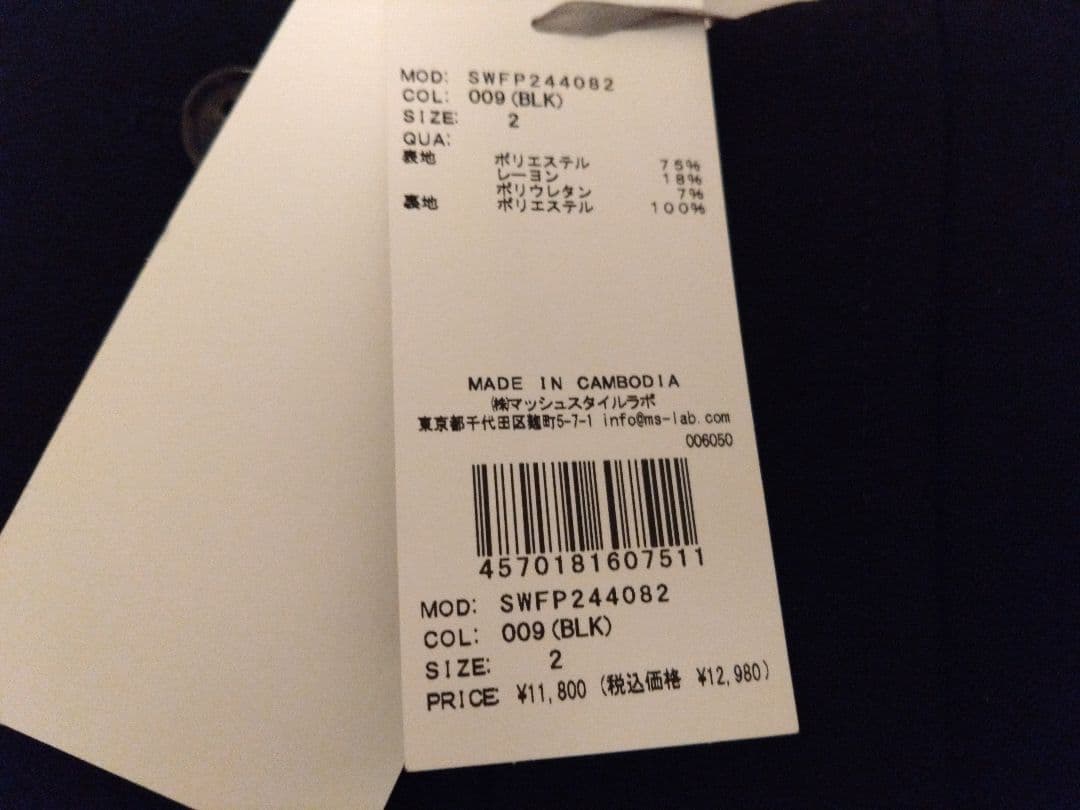 MOD: SWFP244082
COL: 009(BLK)
SIZE: 2
QUA:
表地 ポリエステル 75%
レーヨン 18%
ポリウレタン 7%
裏地 ポリエステル 100%
MADE IN CAMBODIA
㈱マッシュスタイルラボ
東京都千代田区麹町5-7-1 info@ms-lab.com
006050
4570181607511
MOD: SWFP244082
COL: 009(BLK)
SIZE: 2
PRICE ¥11,800 (税込価格 ¥12,980)